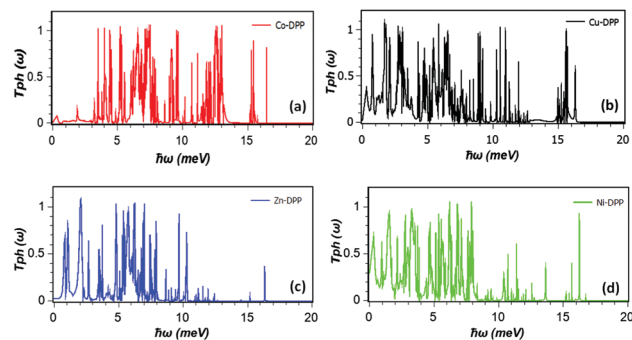 Co-DPP
Tph (ω)
1
0.5
0
(a)
0 5 10 15 20
ħω (meV)
Cu-DPP
Tph (ω)
1
0.5
0
(b)
0 5 10 15 20
ħω (meV)
Zn-DPP
Tph (ω)
1
0.5
0
(c)
0 5 10 15 20
ħω (meV)
Ni-DPP
Tph (ω)
1
0.5
0
(d)
0 5 10 15 20
ħω (meV)